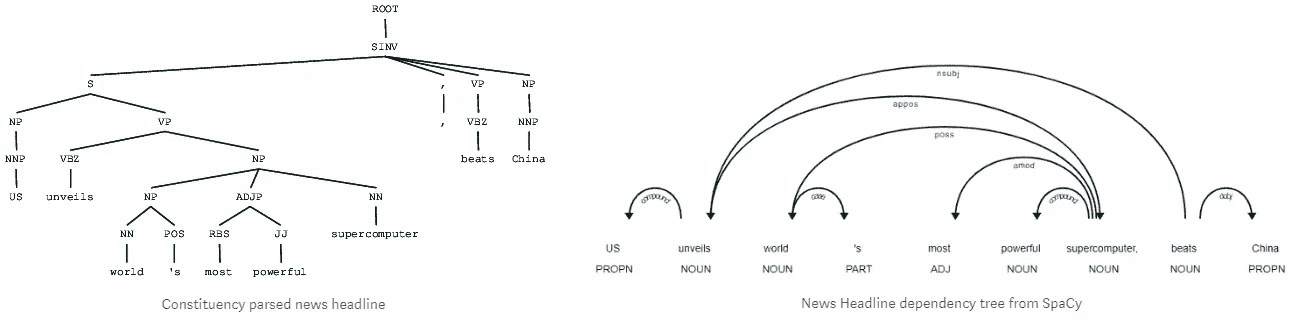 ROOT
SINV
S , VP NP
NP VP , VBZ NNP
NNP VBZ NP beats China
US unveils NP ADJP NN
NN POS RBS JJ supercomputer
world 's most powerful
Constituency parsed news headline
nsubj
appos
poss
amod
compound case compound dobj
US unveils world 's most powerful supercomputer, beats China
PROPN NOUN NOUN PART ADJ NOUN NOUN NOUN PROPN
News Headline dependency tree from SpaCy